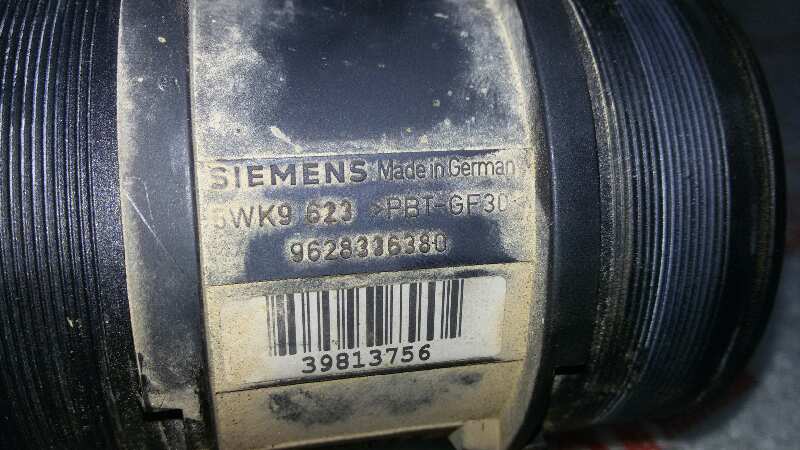 SIEMENS Made in German
5WK9 623 >PBT-GF30
9628336380
39813756